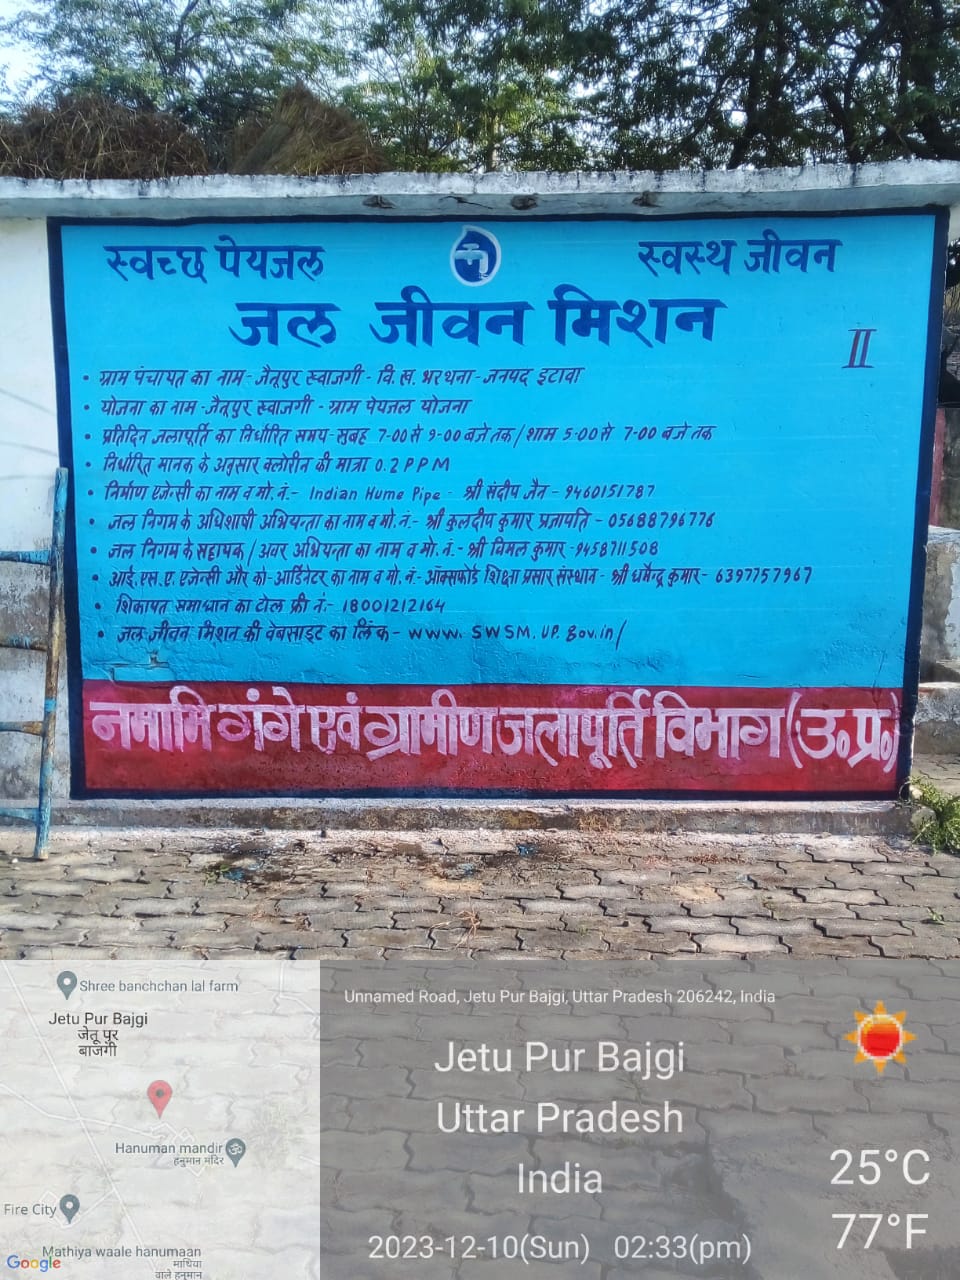 स्वच्छ पेयजल स्वस्थ जीवन
जल जीवन मिशन
II
• ग्राम पंचायत का नाम - जैतूपुर ख्वाजगी - वि.ख. भरथना - जनपद इटावा
• योजना का नाम - जैतूपुर ख्वाजगी - ग्राम पेयजल योजना
• प्रतिदिन जलापूर्ति का निर्धारित समय - सुबह 7-00 से 9-00 बजे तक / शाम 5-00 से 7-00 बजे तक
• निर्धारित मानक के अनुसार क्लोरीन की मात्रा 0.2 PPM
• निर्माण एजेन्सी का नाम व मो. नं. - Indian Hume Pipe - श्री संदीप जैन - 9460151787
• जल निगम के अधिशाषी अभियन्ता का नाम व मो. नं. - श्री कुलदीप कुमार प्रजापति - 05688796776
• जल निगम के सहायक / अवर अभियन्ता का नाम व मो. नं. - श्री विमल कुमार - 9458711508
• आई.एस.ए. एजेन्सी और को-आर्डिनेटर का नाम व मो. नं. - ऑक्सफोर्ड शिक्षा प्रसार संस्थान - श्री धर्मेन्द्र कुमार - 6397757967
• शिकायत समाधान का टोल फ्री नं. - 18001212164
• जल जीवन मिशन की वेबसाइट का लिंक - www. SWSM. UP. Gov.in/
नमामि गंगे एवं ग्रामीण जलापूर्ति विभाग (उ०प्र०)
Shree banchchan lal farm
Jetu Pur Bajgi
जेतू पुर
बाजगी
Hanuman mandir
हनुमान मंदिर
Fire City
Mathiya waale hanumaan
माथिया
वाले हनुमान
Google
Unnamed Road, Jetu Pur Bajgi, Uttar Pradesh 206242, India
Jetu Pur Bajgi
Uttar Pradesh
India
2023-12-10(Sun) 02:33(pm)
25°C
77°F